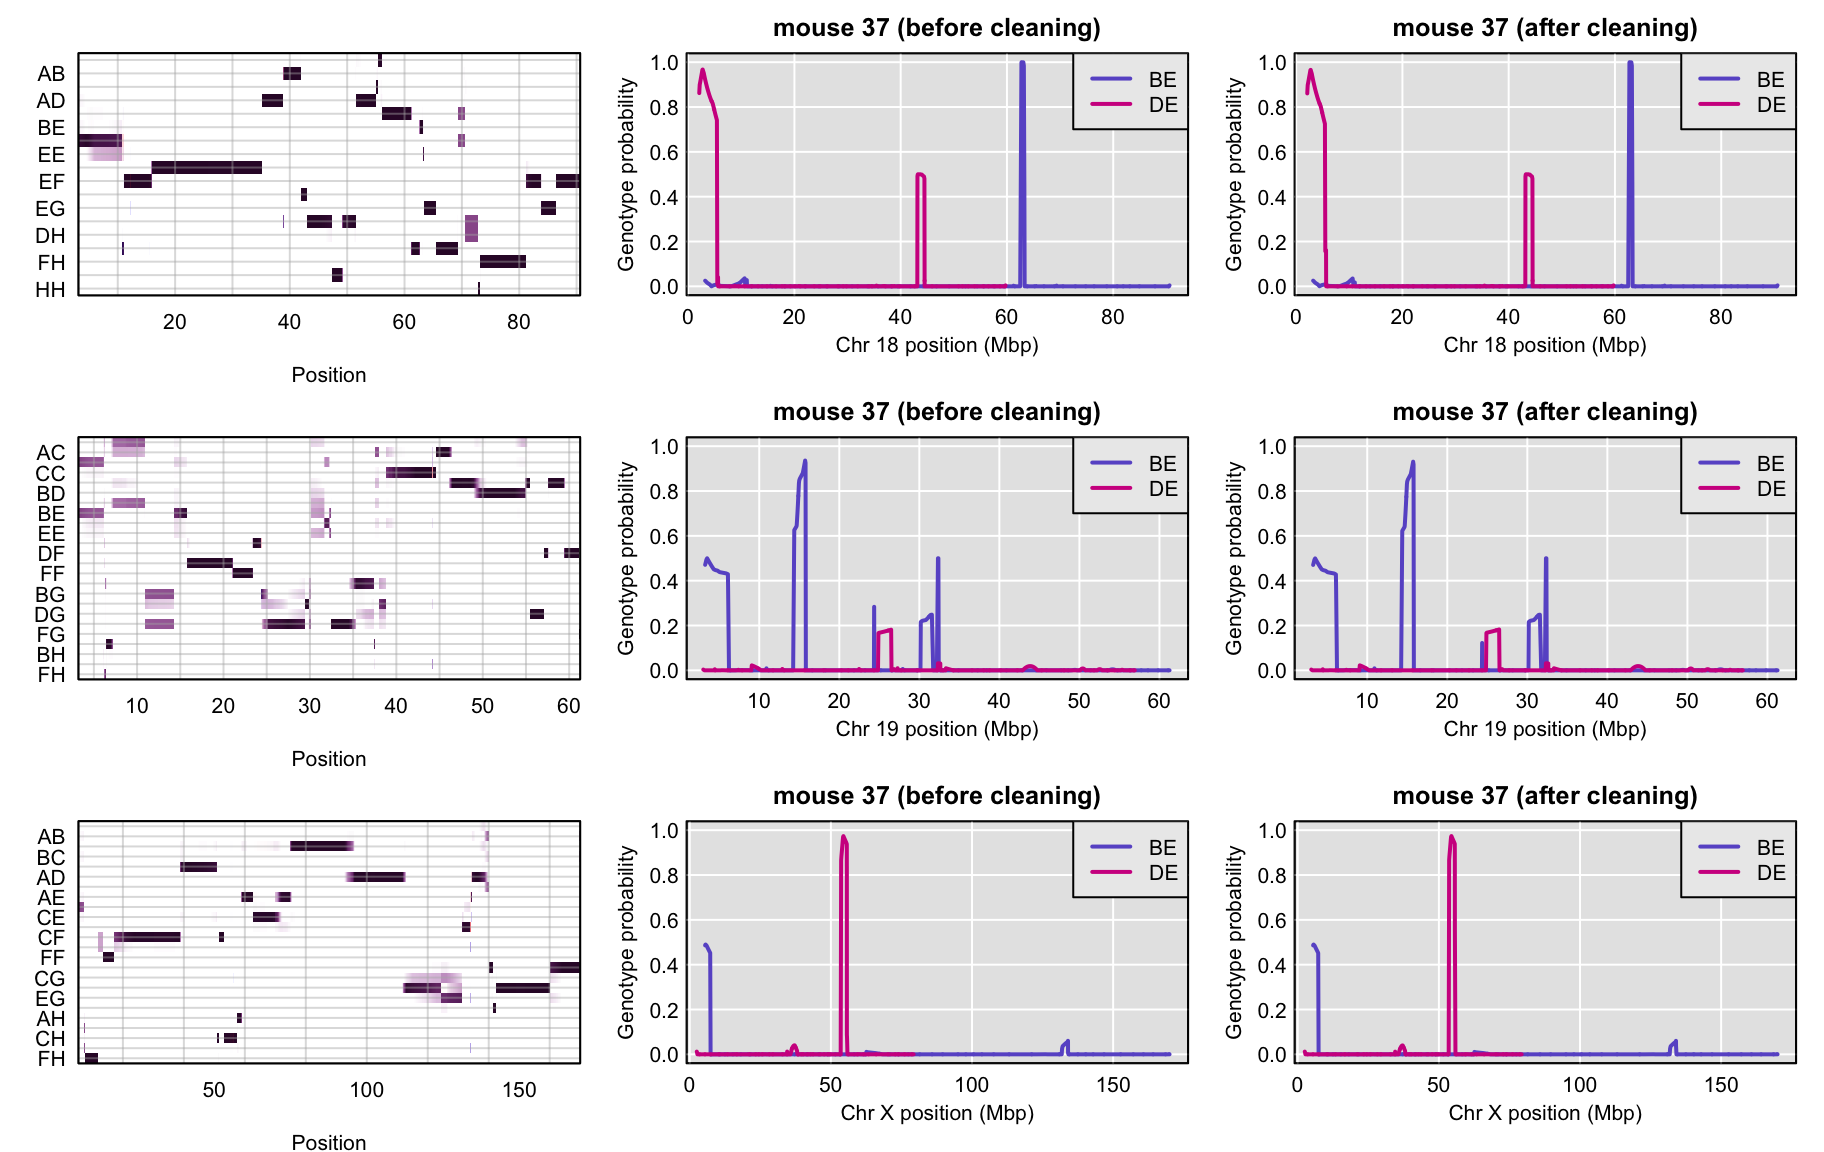 AB
AD
BE
EE
EF
EG
DH
FH
HH
20 40 60 80
Position
mouse 37 (before cleaning)
Genotype probability
1.0
0.8
0.6
0.4
0.2
0.0
BE
DE
0 20 40 60 80
Chr 18 position (Mbp)
mouse 37 (after cleaning)
Genotype probability
1.0
0.8
0.6
0.4
0.2
0.0
BE
DE
0 20 40 60 80
Chr 18 position (Mbp)
AC
CC
BD
BE
EE
DF
FF
BG
DG
FG
BH
FH
10 20 30 40 50 60
Position
mouse 37 (before cleaning)
Genotype probability
1.0
0.8
0.6
0.4
0.2
0.0
BE
DE
10 20 30 40 50 60
Chr 19 position (Mbp)
mouse 37 (after cleaning)
Genotype probability
1.0
0.8
0.6
0.4
0.2
0.0
BE
DE
10 20 30 40 50 60
Chr 19 position (Mbp)
AB
BC
AD
AE
CE
CF
FF
CG
EG
AH
CH
FH
50 100 150
Position
mouse 37 (before cleaning)
Genotype probability
1.0
0.8
0.6
0.4
0.2
0.0
BE
DE
0 50 100 150
Chr X position (Mbp)
mouse 37 (after cleaning)
Genotype probability
1.0
0.8
0.6
0.4
0.2
0.0
BE
DE
0 50 100 150
Chr X position (Mbp)